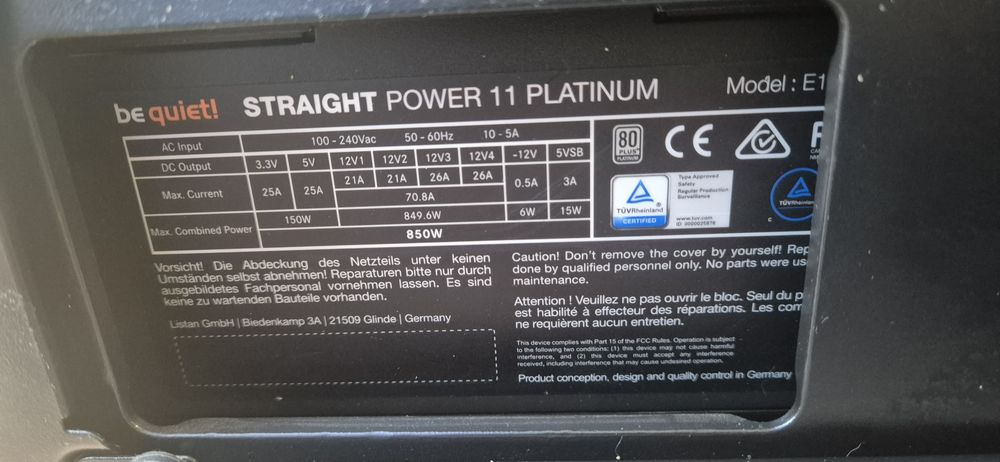 be quiet! STRAIGHT POWER 11 PLATINUM Model : E1
AC Input 100 - 240Vac 50 - 60Hz 10 - 5A
DC Output 3.3V 5V 12V1 12V2 12V3 12V4 -12V 5VSB
Max. Current 25A 25A 21A 21A 26A 26A 0.5A 3A
70.8A
Max. Combined Power 150W 849.6W 6W 15W
850W
80
PLUS
PLATINUM
CE
TÜVRheinland
CERTIFIED
Type Approved
Safety
Regular Production
Surveillance
www.tuv.com
ID 0000025876
TÜVRheinland
C
Vorsicht! Die Abdeckung des Netzteils unter keinen
Umständen selbst abnehmen! Reparaturen bitte nur durch
ausgebildetes Fachpersonal vornehmen lassen. Es sind
keine zu wartenden Bauteile vorhanden.
Listan GmbH | Biedenkamp 3A | 21509 Glinde | Germany
Caution! Don't remove the cover by yourself! Rep
done by qualified personnel only. No parts were us
maintenance.
Attention ! Veuillez ne pas ouvrir le bloc. Seul du p
est habilité à effecteur des réparations. Les com
ne requièrent aucun entretien.
This device complies with Part 15 of the FCC Rules. Operation is subject
to the following two conditions: (1) this device may not cause harmful
interference, and (2) this device must accept any interference
received, including interference that may cause undesired operation.
Product conception, design and quality control in Germany